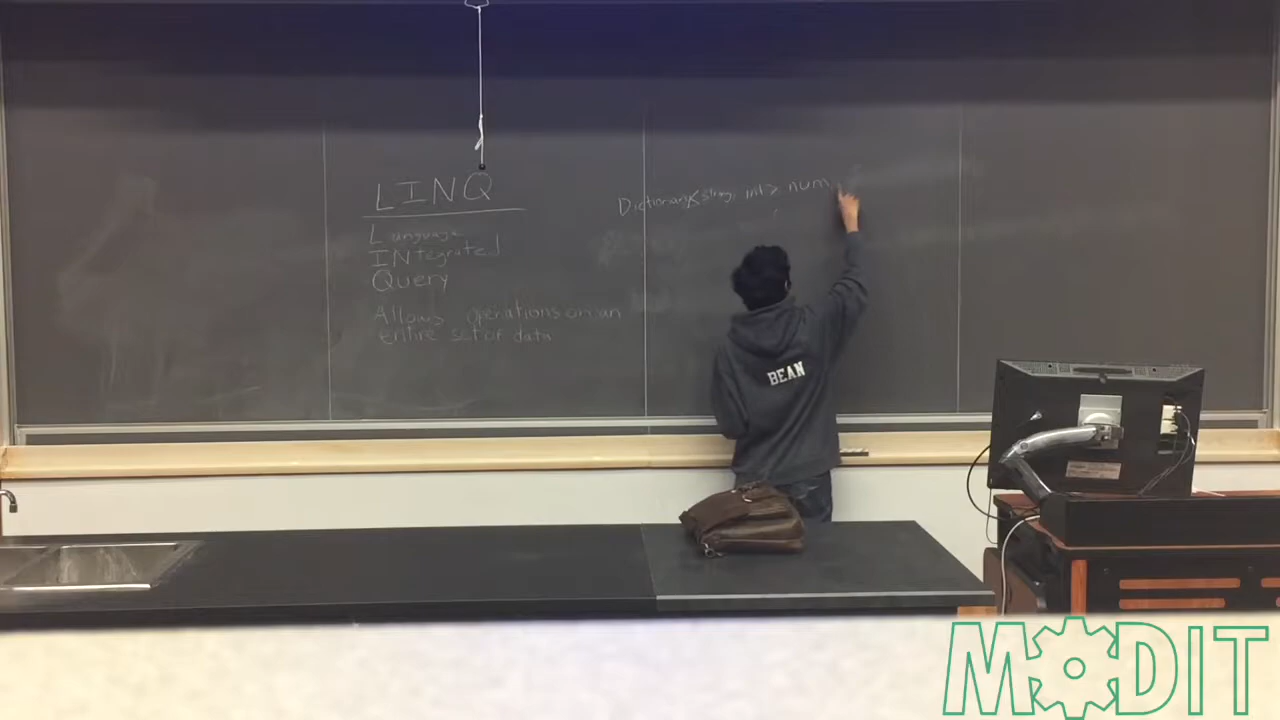 LINQ
Language
INtegrated
Query
Allows operations on an
entire set of data
Dictionary<string, int> num
BEAN
MODIT